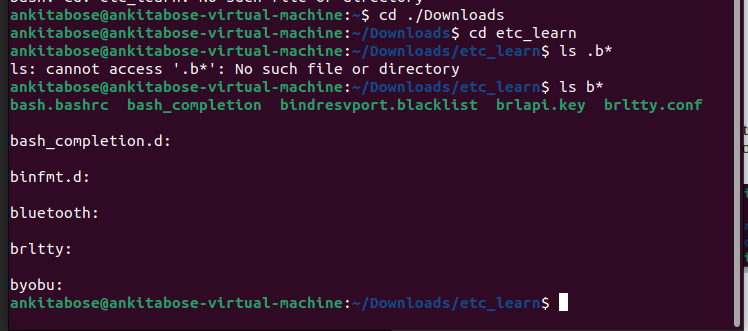 bash: cd: etc_learn: No such file or directory
ankitabose@ankitabose-virtual-machine:~$ cd ./Downloads
ankitabose@ankitabose-virtual-machine:~/Downloads$ cd etc_learn
ankitabose@ankitabose-virtual-machine:~/Downloads/etc_learn$ ls .b*
ls: cannot access '.b*': No such file or directory
ankitabose@ankitabose-virtual-machine:~/Downloads/etc_learn$ ls b*
bash.bashrc  bash_completion  bindresvport.blacklist  brlapi.key  brltty.conf
bash_completion.d:
binfmt.d:
bluetooth:
brltty:
byobu:
ankitabose@ankitabose-virtual-machine:~/Downloads/etc_learn$